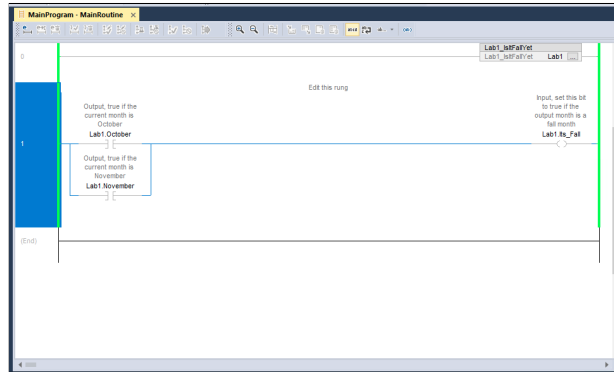 MainProgram - MainRoutine ×
0
Lab1_IsItFallYet
Lab1_IsItFallYet Lab1 ...
Edit this rung
1
Output, true if the
current month is
October
Lab1.October
Output, true if the
current month is
November
Lab1.November
Input, set this bit
to true if the
output month is a
fall month
Lab1.Its_Fall
(End)